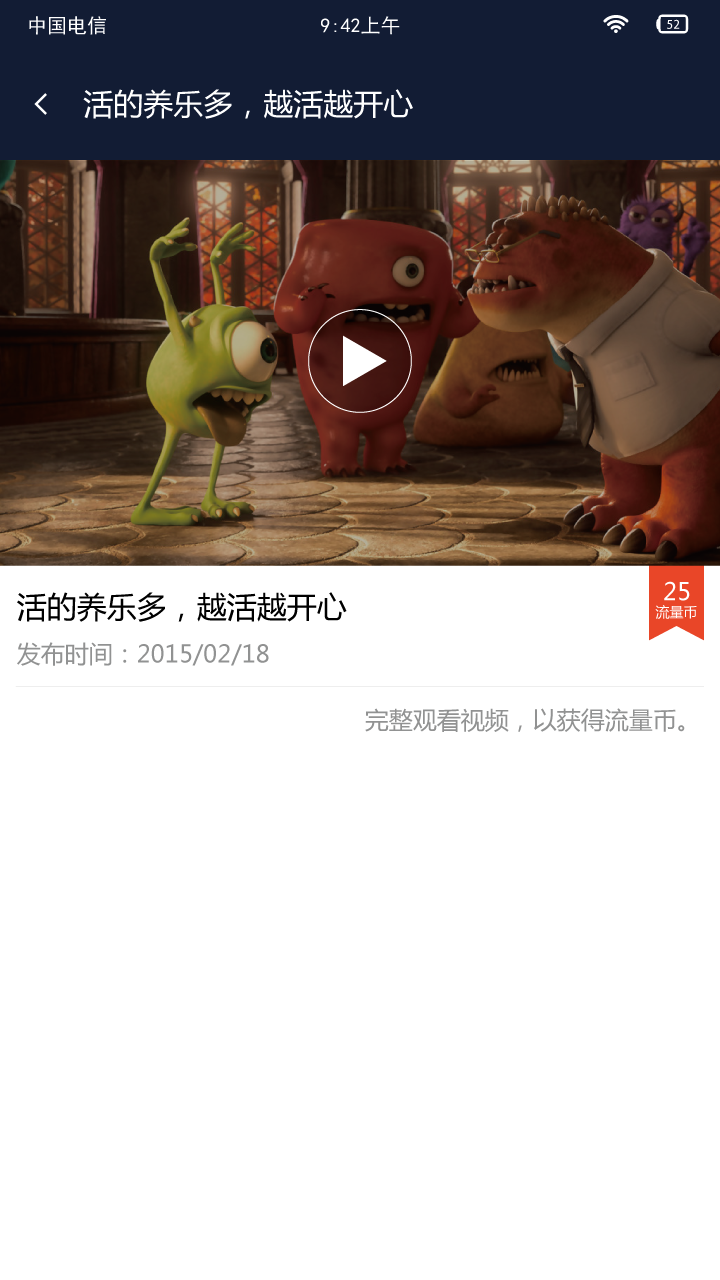 中国电信
9:42上午
52
活的养乐多，越活越开心
活的养乐多，越活越开心
25
流量币
发布时间：2015/02/18
完整观看视频，以获得流量币。